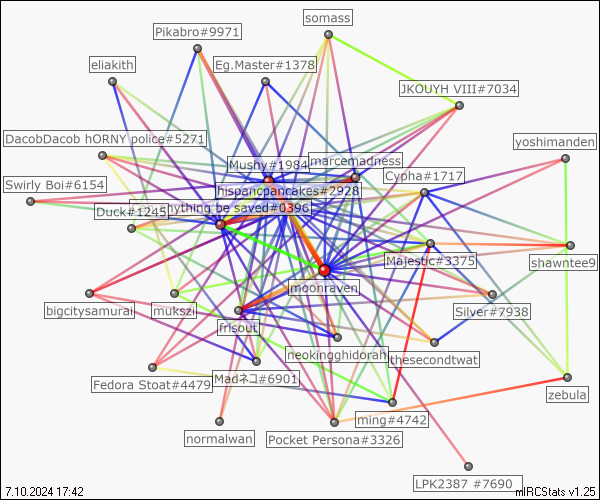 somass
Pikabro#9971
eliakith
Eg.Master#1378
JKOUYH VIII#7034
DacobDacob hORNY police#5271
yoshimanden
Mushy#1984
marcemadness
Cypha#1717
Swirly Boi#6154
hispancpancakes#2928
Duck#1245
ything be saved#0396
Majestic#3375
shawntee9
moonraven
bigcitysamurai
mukszi
Silver#7938
frisout
neokingghidorah
thesecondtwat
Fedora Stoat#4479
Madネコ#6901
zebula
ming#4742
normalwan
Pocket Persona#3326
LPK2387 #7690
7.10.2024 17:42
mIRCStats v1.25